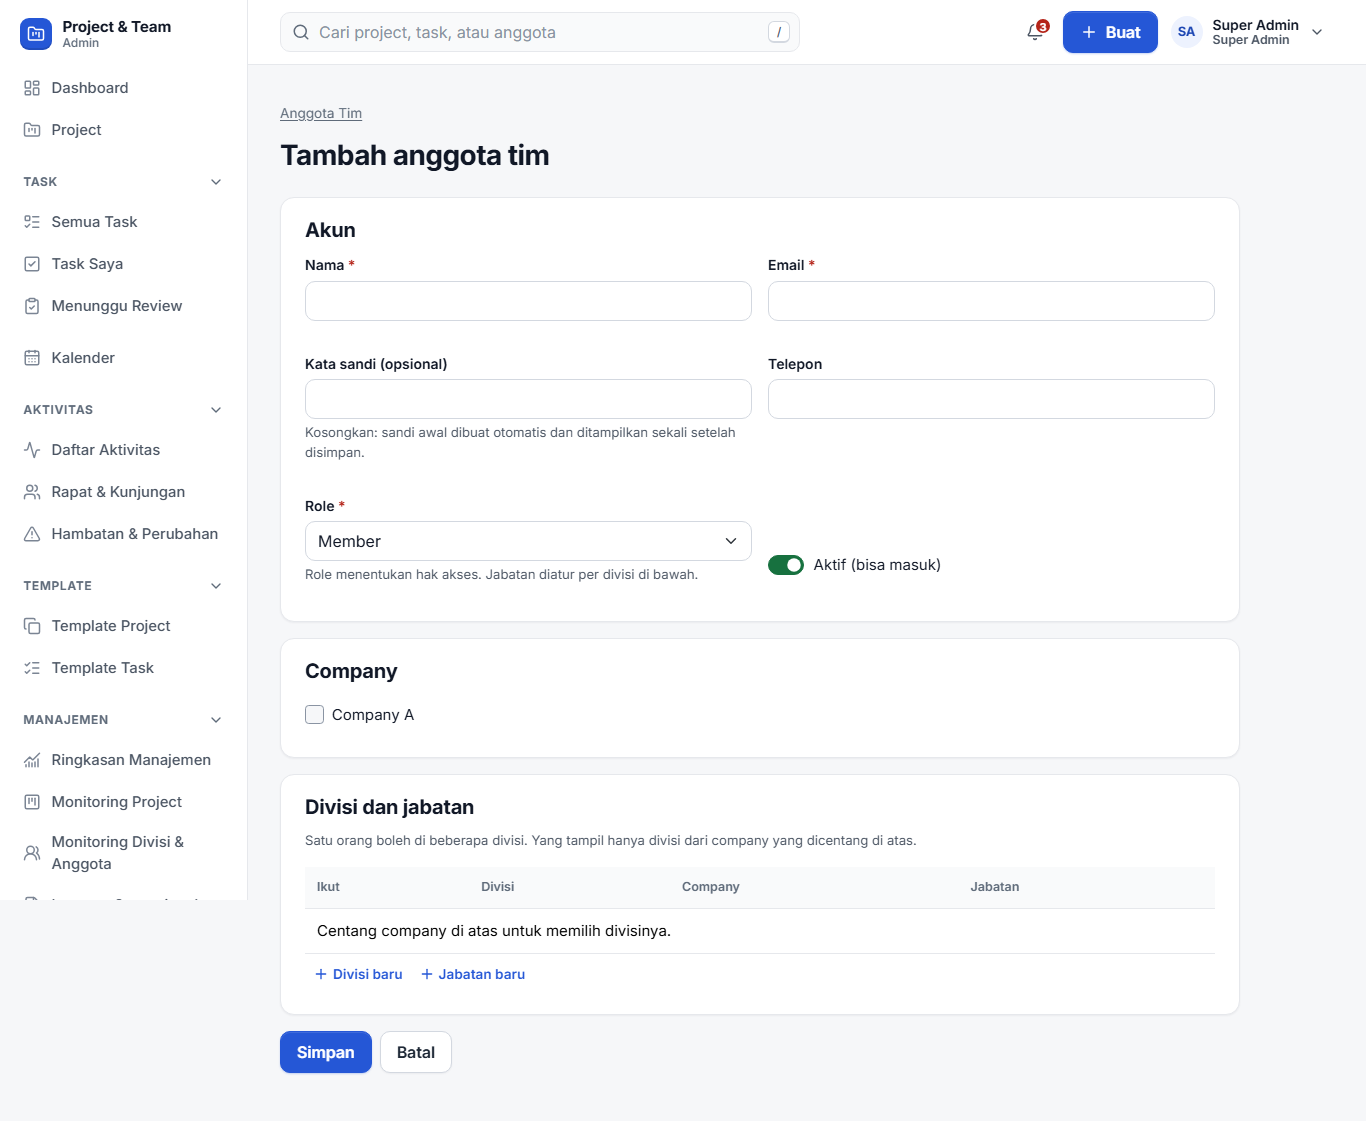 Project & Team
Admin
Cari project, task, atau anggota
/
3
Buat
SA
Super Admin
Super Admin
Dashboard
Project
TASK
Semua Task
Task Saya
Menunggu Review
Kalender
AKTIVITAS
Daftar Aktivitas
Rapat & Kunjungan
Hambatan & Perubahan
TEMPLATE
Template Project
Template Task
MANAJEMEN
Ringkasan Manajemen
Monitoring Project
Monitoring Divisi &
Anggota
Anggota Tim
Tambah anggota tim
Akun
Nama *
Email *
Kata sandi (opsional)
Telepon
Kosongkan: sandi awal dibuat otomatis dan ditampilkan sekali setelah
disimpan.
Role *
Member
Aktif (bisa masuk)
Role menentukan hak akses. Jabatan diatur per divisi di bawah.
Company
Company A
Divisi dan jabatan
Satu orang boleh di beberapa divisi. Yang tampil hanya divisi dari company yang dicentang di atas.
Ikut Divisi Company Jabatan
Centang company di atas untuk memilih divisinya.
+ Divisi baru + Jabatan baru
Simpan Batal